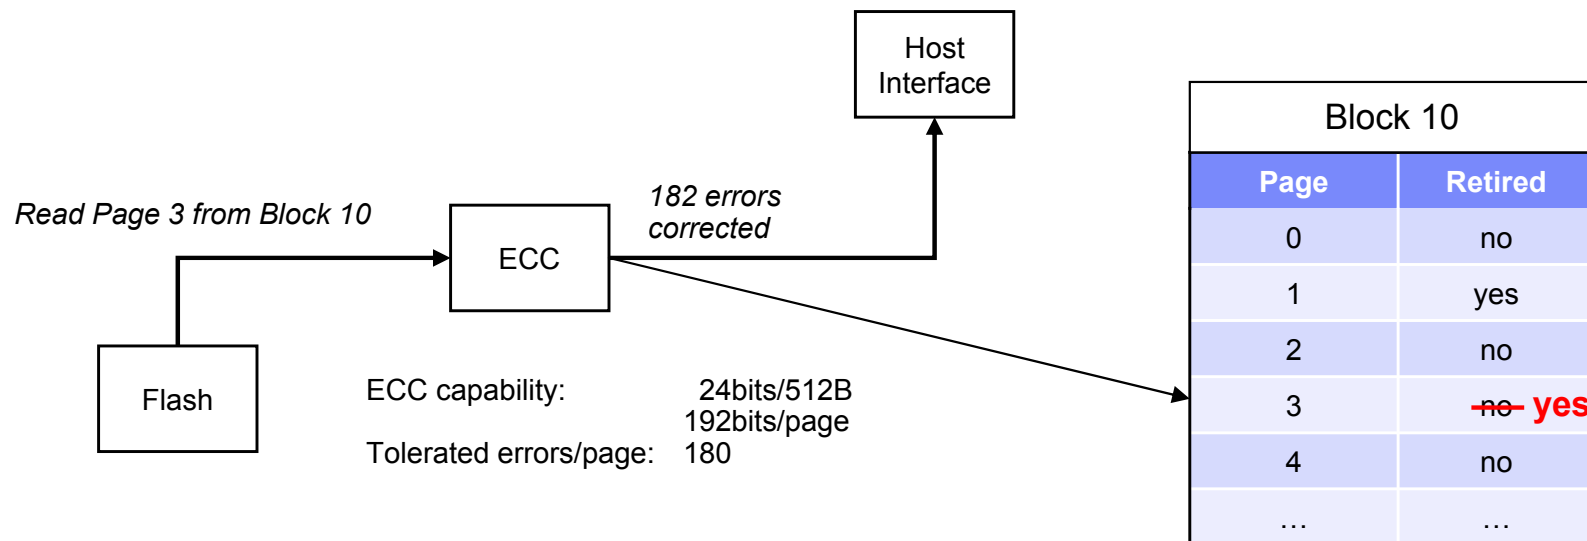 Host
Interface
Block 10
Page Retired
0 no
1 yes
2 no
3 no yes
4 no
... ...
Read Page 3 from Block 10
182 errors
corrected
ECC
Flash
ECC capability: 24bits/512B
192bits/page
Tolerated errors/page: 180